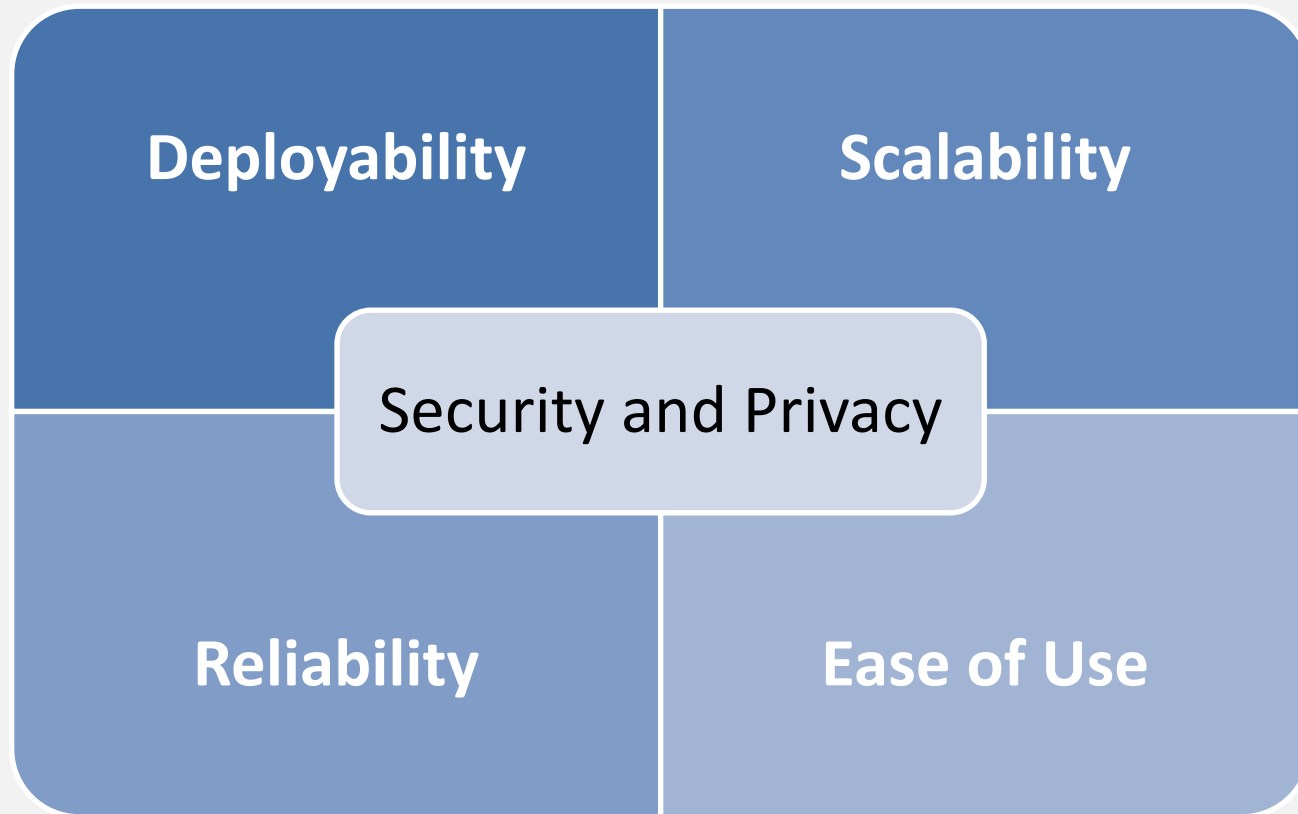 Deployability
Scalability
Security and Privacy
Reliability
Ease of Use